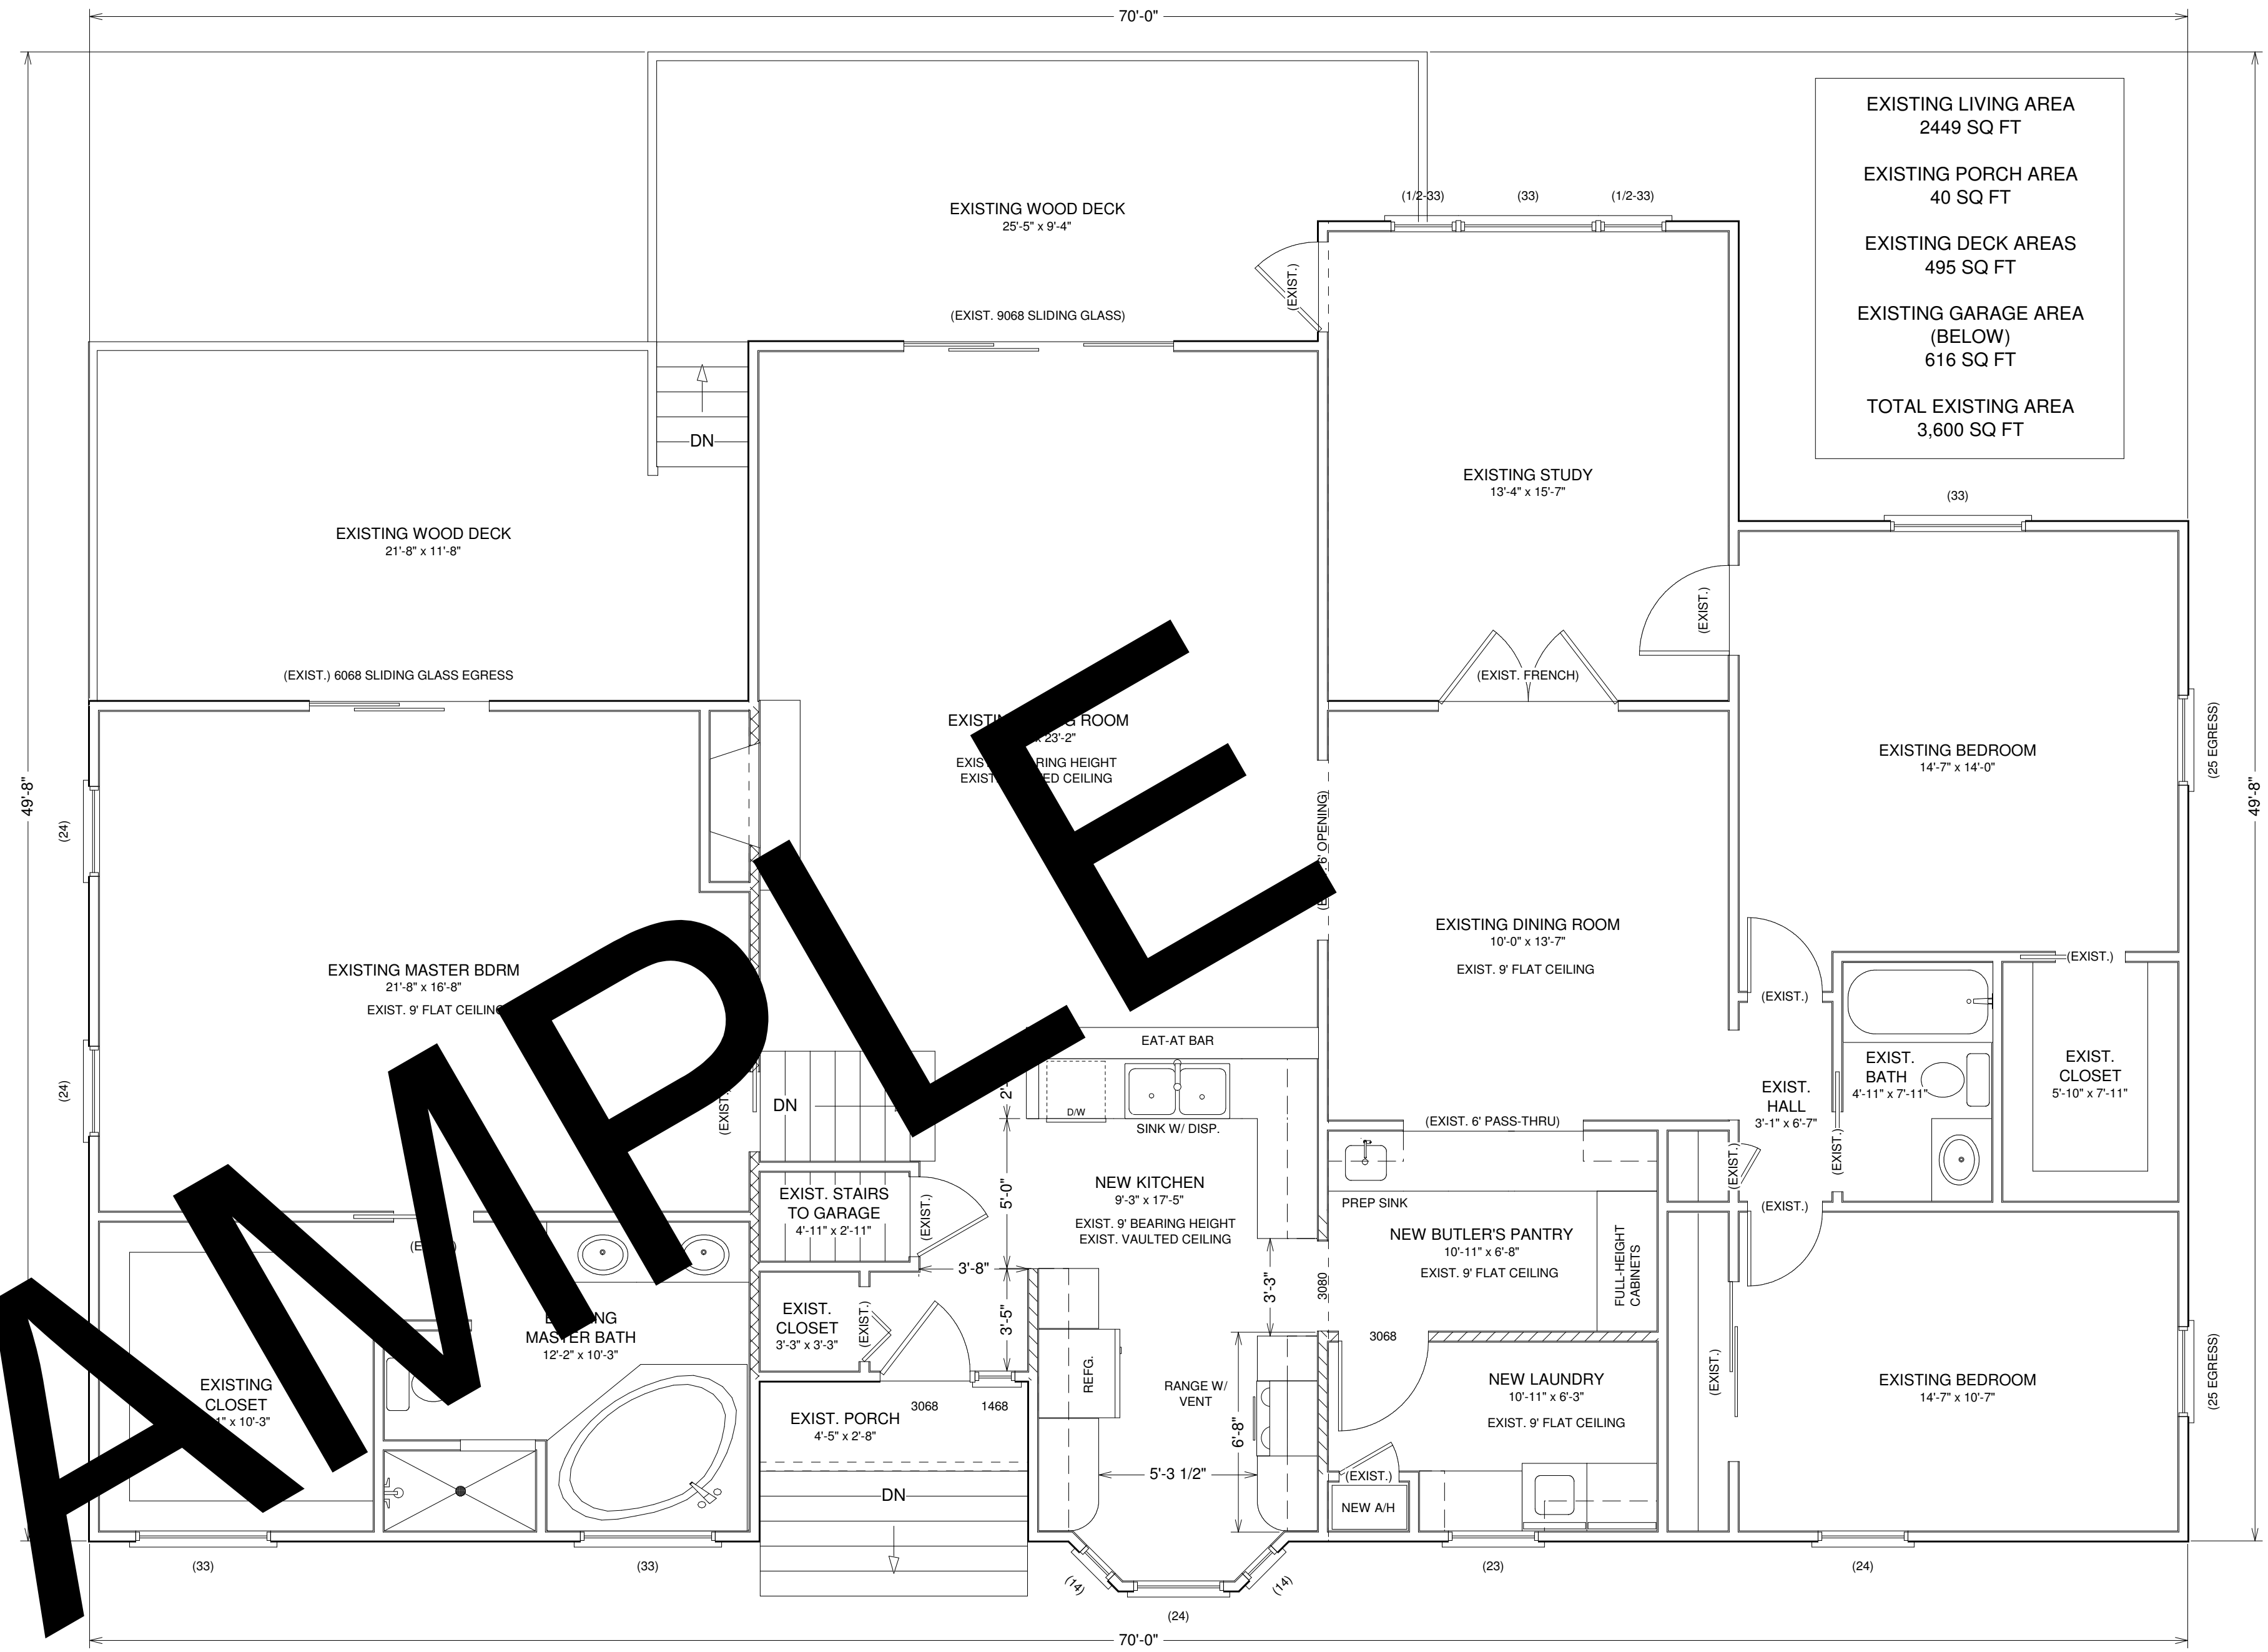 70'-0"
EXISTING LIVING AREA
2449 SQ FT
EXISTING PORCH AREA
40 SQ FT
EXISTING DECK AREAS
495 SQ FT
EXISTING GARAGE AREA
(BELOW)
616 SQ FT
TOTAL EXISTING AREA
3,600 SQ FT
(1/2-33)
(33)
(1/2-33)
EXISTING WOOD DECK
25'-5" x 9'-4"
(EXIST.)
(EXIST. 9068 SLIDING GLASS)
DN
EXISTING STUDY
13'-4" x 15'-7"
(33)
EXISTING WOOD DECK
21'-8" x 11'-8"
(EXIST.)
(EXIST.) 6068 SLIDING GLASS EGRESS
(EXIST. FRENCH)
ROOM
x 23'-2"
HEIGHT
CEILING
EXISTING BEDROOM
14'-7" x 14'-0"
(25 EGRESS)
49'-8"
49'-8"
(24)
6' OPENING)
EXISTING DINING ROOM
10'-0" x 13'-7"
EXIST. 9' FLAT CEILING
EXISTING MASTER BDRM
21'-8" x 16'-8"
EXIST. 9' FLAT CEILING
AMPLE
(EXIST.)
(EXIST.)
EAT-AT BAR
D/W
SINK W/ DISP.
(24)
DN
(EXIST.)
EXIST.
HALL
3'-1" x 6'-7"
EXIST.
BATH
4'-11" x 7'-11"
EXIST.
CLOSET
5'-10" x 7'-11"
(EXIST. 6' PASS-THRU)
(EXIST.)
(EXIST.)
(EXIST.)
EXIST. STAIRS
TO GARAGE
4'-11" x 2'-11"
(EXIST.)
5'-0"
NEW KITCHEN
9'-3" x 17'-5"
EXIST. 9' BEARING HEIGHT
EXIST. VAULTED CEILING
PREP SINK
NEW BUTLER'S PANTRY
10'-11" x 6'-8"
EXIST. 9' FLAT CEILING
FULL-HEIGHT
CABINETS
3'-8"
3'-3"
3080
3'-5"
EXIST.
CLOSET
3'-3" x 3'-3"
(EXIST.)
MASTER BATH
12'-2" x 10'-3"
3068
REFG.
RANGE W/
VENT
NEW LAUNDRY
10'-11" x 6'-3"
EXIST. 9' FLAT CEILING
(EXIST.)
EXISTING BEDROOM
14'-7" x 10'-7"
(25 EGRESS)
EXISTING
CLOSET
x 10'-3"
3068
1468
EXIST. PORCH
4'-5" x 2'-8"
6'-8"
5'-3 1/2"
(EXIST.)
NEW A/H
DN
(33)
(33)
(14)
(24)
(14)
(23)
(24)
70'-0"